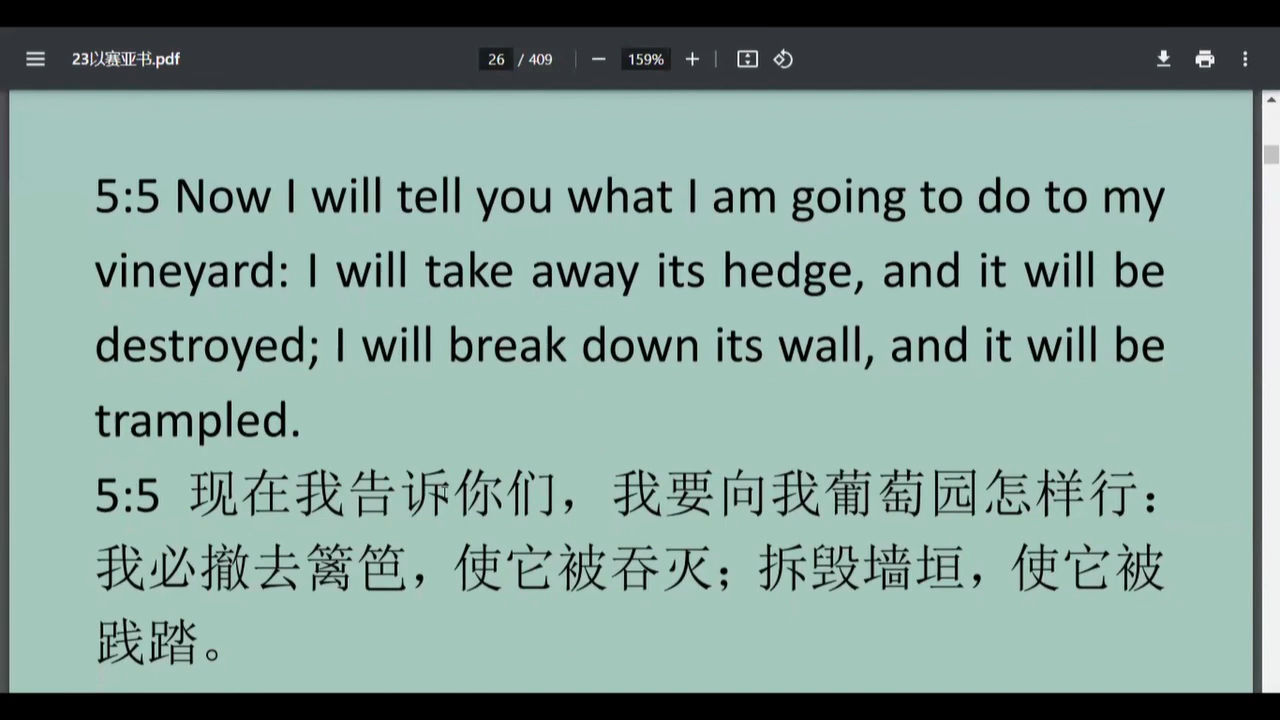 23以赛亚书.pdf
26 / 409
159%
5:5 Now I will tell you what I am going to do to my
vineyard: I will take away its hedge, and it will be
destroyed; I will break down its wall, and it will be
trampled.
5:5 现在我告诉你们，我要向我葡萄园怎样行：
我必撤去篱笆，使它被吞灭；拆毁墙垣，使它被
践踏。